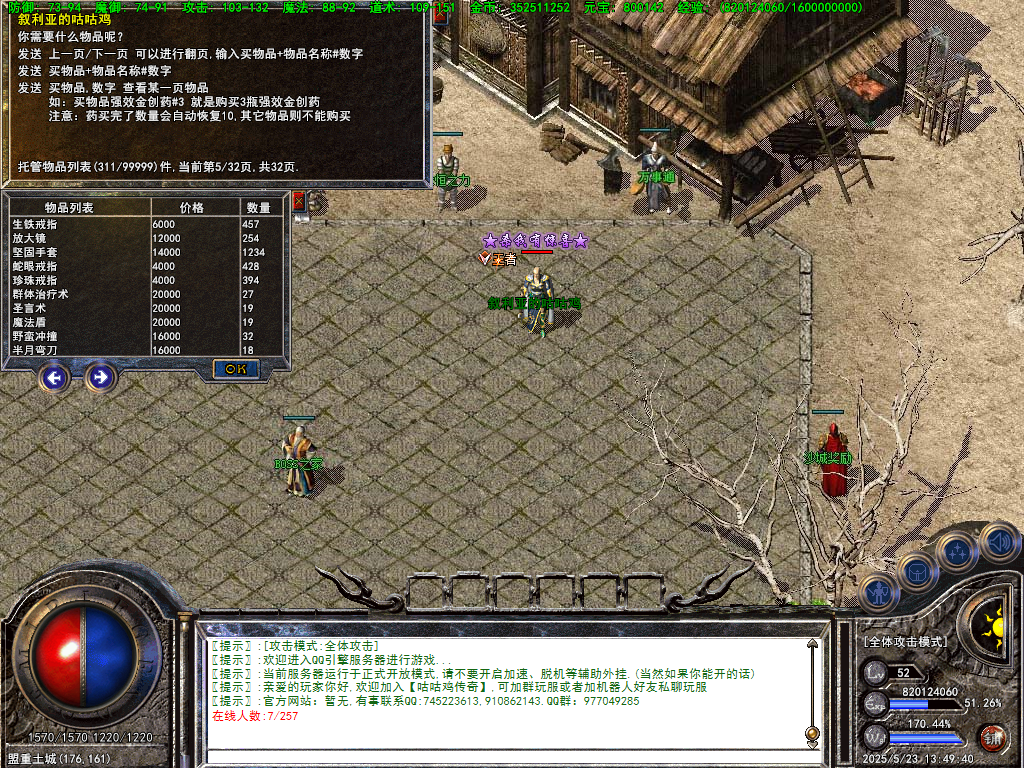 防御: 73-94 魔御: 74-91 攻击: 103-132 魔法: 88-92 道术: 109-151 金币: 352511252 元宝: 800142 经验: (820124060/1600000000)
叙利亚的咕咕鸡
你需要什么物品呢?
发送 上一页/下一页 可以进行翻页,输入买物品+物品名称#数字
发送 买物品+物品名称#数字
发送 买物品,数字 查看某一页物品
如: 买物品强效金创药#3 就是购买3瓶强效金创药
注意: 药买完了数量会自动恢复10,其它物品则不能购买
托管物品列表(311/99999)件,当前第5/32页,共32页.
物品列表 价格 数量
生铁戒指 6000 457
放大镜 12000 254
坚固手套 14000 1234
蛇眼戒指 4000 428
珍珠戒指 4000 394
群体治疗术 20000 27
圣言术 20000 19
魔法盾 20000 19
野蛮冲撞 16000 32
半月弯刀 16000 18
OK
恒之力
万事通
★杀我有惊喜★
王者
叙利亚的咕咕鸡
BOSS之家
沙城奖励
〖提示〗:[攻击模式:全体攻击]
〖提示〗:欢迎进入QQ引擎服务器进行游戏...
〖提示〗:当前服务器运行于正式开放模式,请不要开启加速、脱机等辅助外挂.(当然如果你能开的话)
〖提示〗:亲爱的玩家你好,欢迎加入【咕咕鸡传奇】,可加群玩服或者加机器人好友私聊玩服
〖提示〗:官方网站: 暂无,有事联系QQ:745223613,910862143,QQ群: 977049285
在线人数:7/257
1570/1570 1220/1220
盟重土城(176,161)
[全体攻击模式]
Lv 52
820124060
Exp 51.26%
170.44%
W
2025/5/23 13:49:40